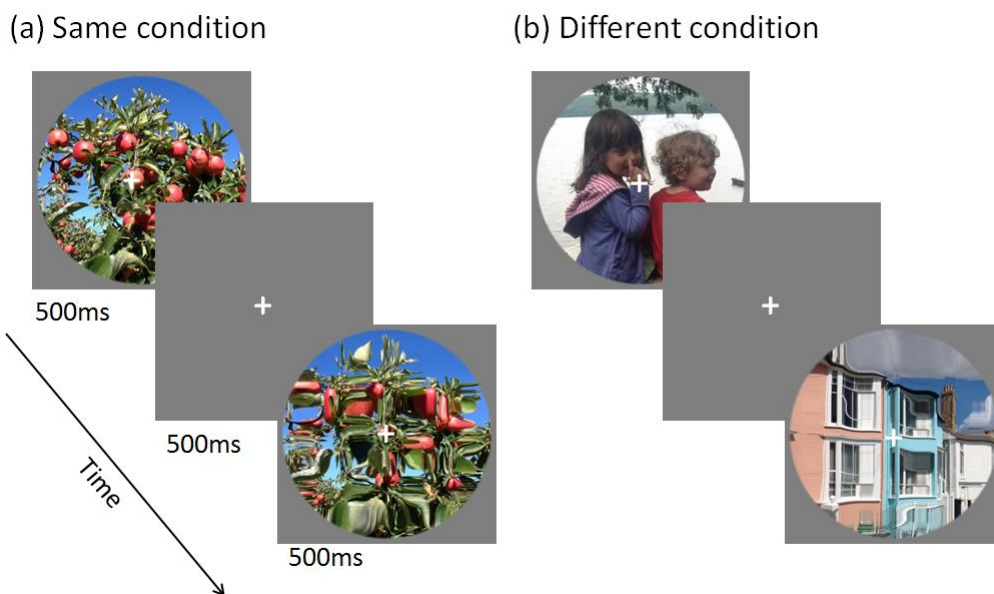 (a) Same condition
(b) Different condition
500ms
500ms
500ms
Time